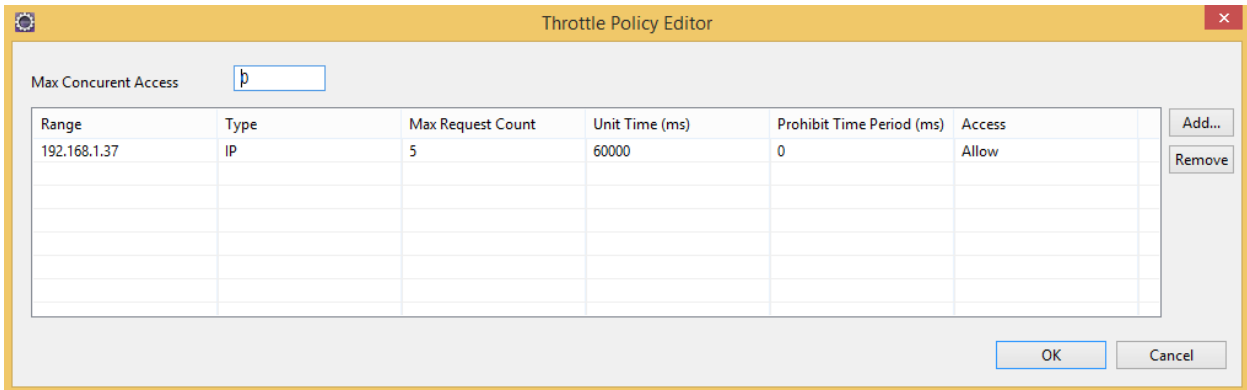 Throttle Policy Editor
Max Concurent Access 0
Range Type Max Request Count Unit Time (ms) Prohibit Time Period (ms) Access
192.168.1.37 IP 5 60000 0 Allow
Add...
Remove
OK Cancel